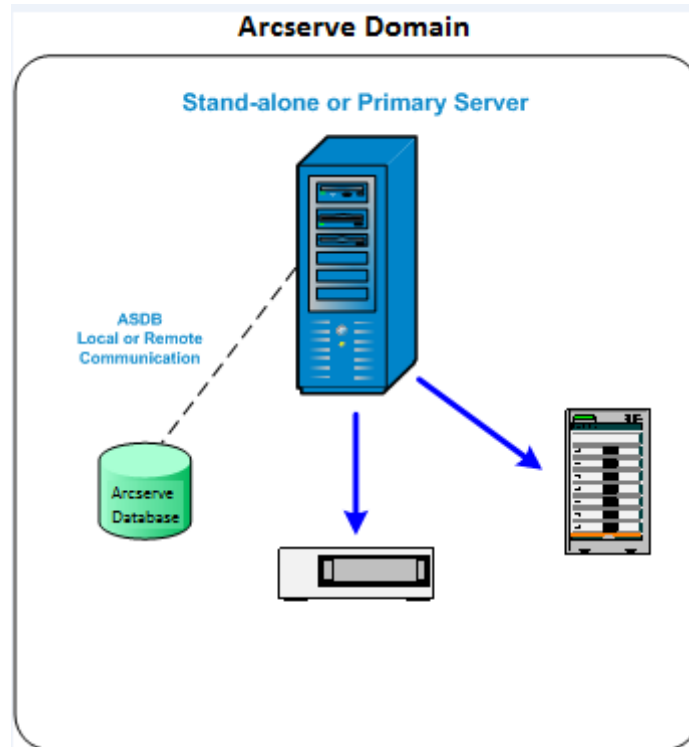 Arcserve Domain
Stand-alone or Primary Server
ASDB
Local or Remote
Communication
Arcserve
Database